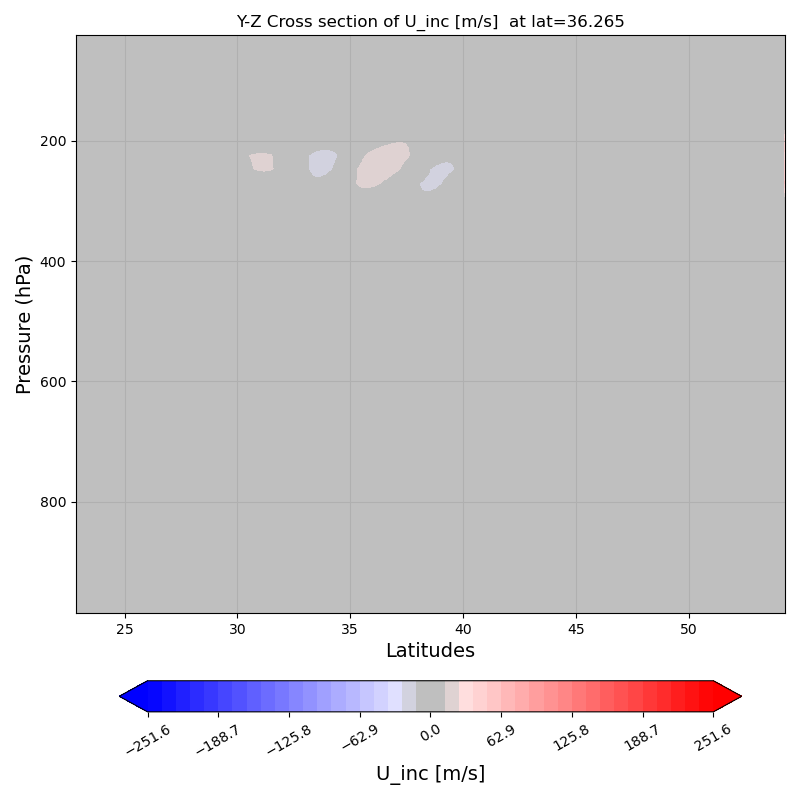 Y-Z Cross section of U_inc [m/s]  at lat=36.265
200
400
600
800
Pressure (hPa)
25 30 35 40 45 50
Latitudes
−251.6 −188.7 −125.8 −62.9 0.0 62.9 125.8 188.7 251.6
U_inc [m/s]